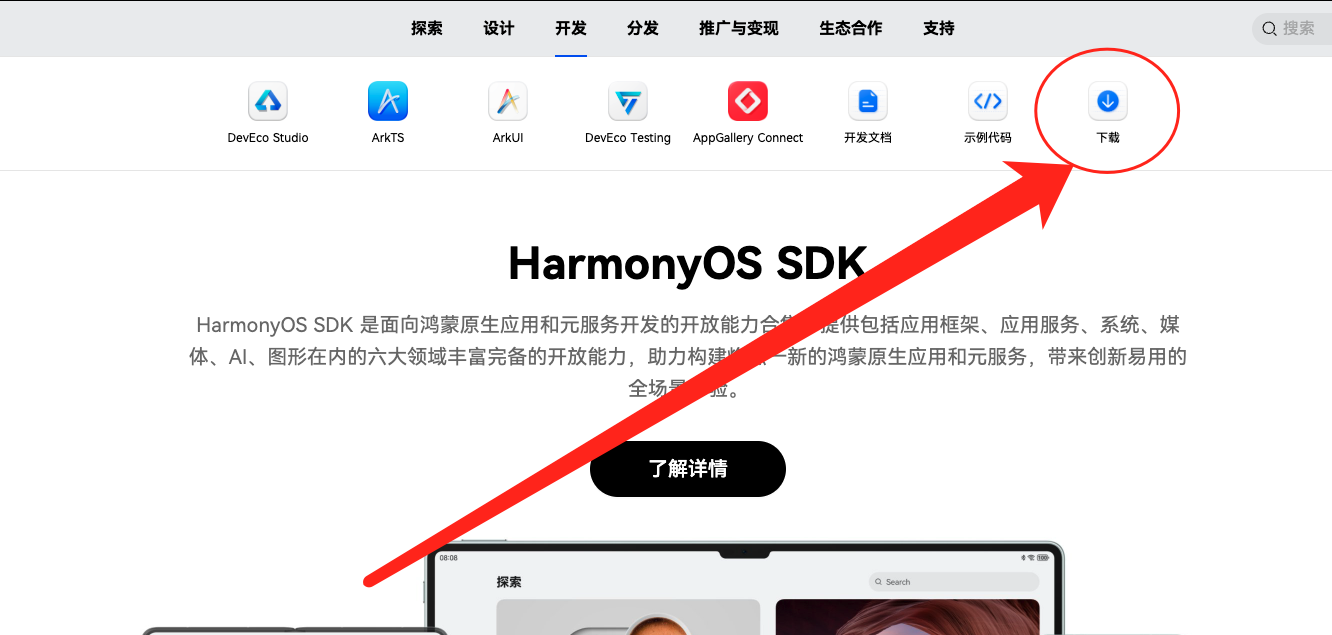 探索 设计 开发 分发 推广与变现 生态合作 支持 搜索
DevEco Studio ArkTS ArkUI DevEco Testing AppGallery Connect 开发文档 示例代码 下载
HarmonyOS SDK
HarmonyOS SDK 是面向鸿蒙原生应用和元服务开发的开放能力合集，提供包括应用框架、应用服务、系统、媒
体、AI、图形在内的六大领域丰富完备的开放能力，助力构建 一新的鸿蒙原生应用和元服务，带来创新易用的
全场景 验。
了解详情
08:08
探索 Search